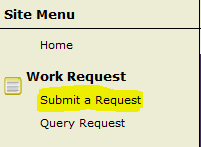 Site Menu
Home
Work Request
Submit a Request
Query Request